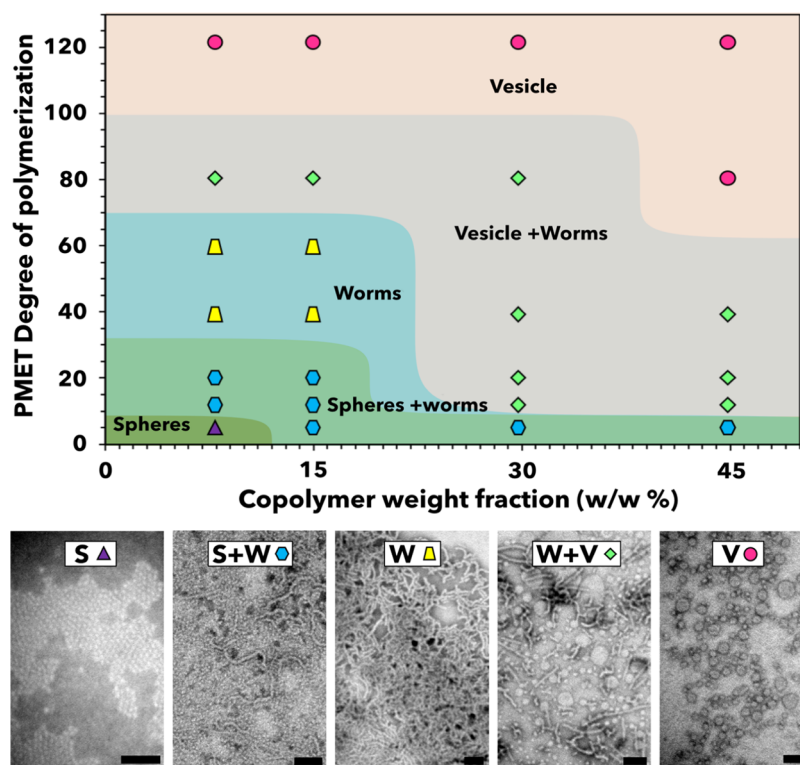 PMET Degree of polymerization
120
100
80
60
40
20
0
Vesicle
Vesicle +Worms
Worms
Spheres +worms
Spheres
0 15 30 45
Copolymer weight fraction (w/w %)
S
S+W
W
W+V
V